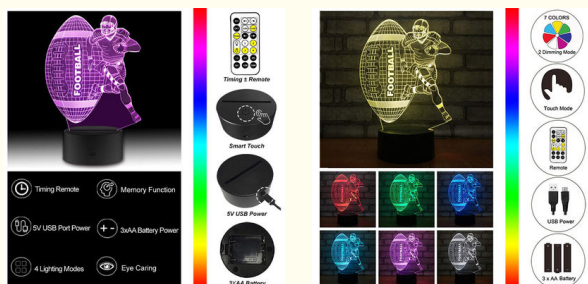 FOOTBALL
Timing ± Remote
Smart Touch
5V USB Power
3XAA Battery
Timing Remote
Memory Function
5V USB Port Power
3xAA Battery Power
4 Lighting Modes
Eye Caring
FOOTBALL
7 COLORS
2 Dimming Mode
Touch Mode
Remote
USB Power
3 x AA Battery